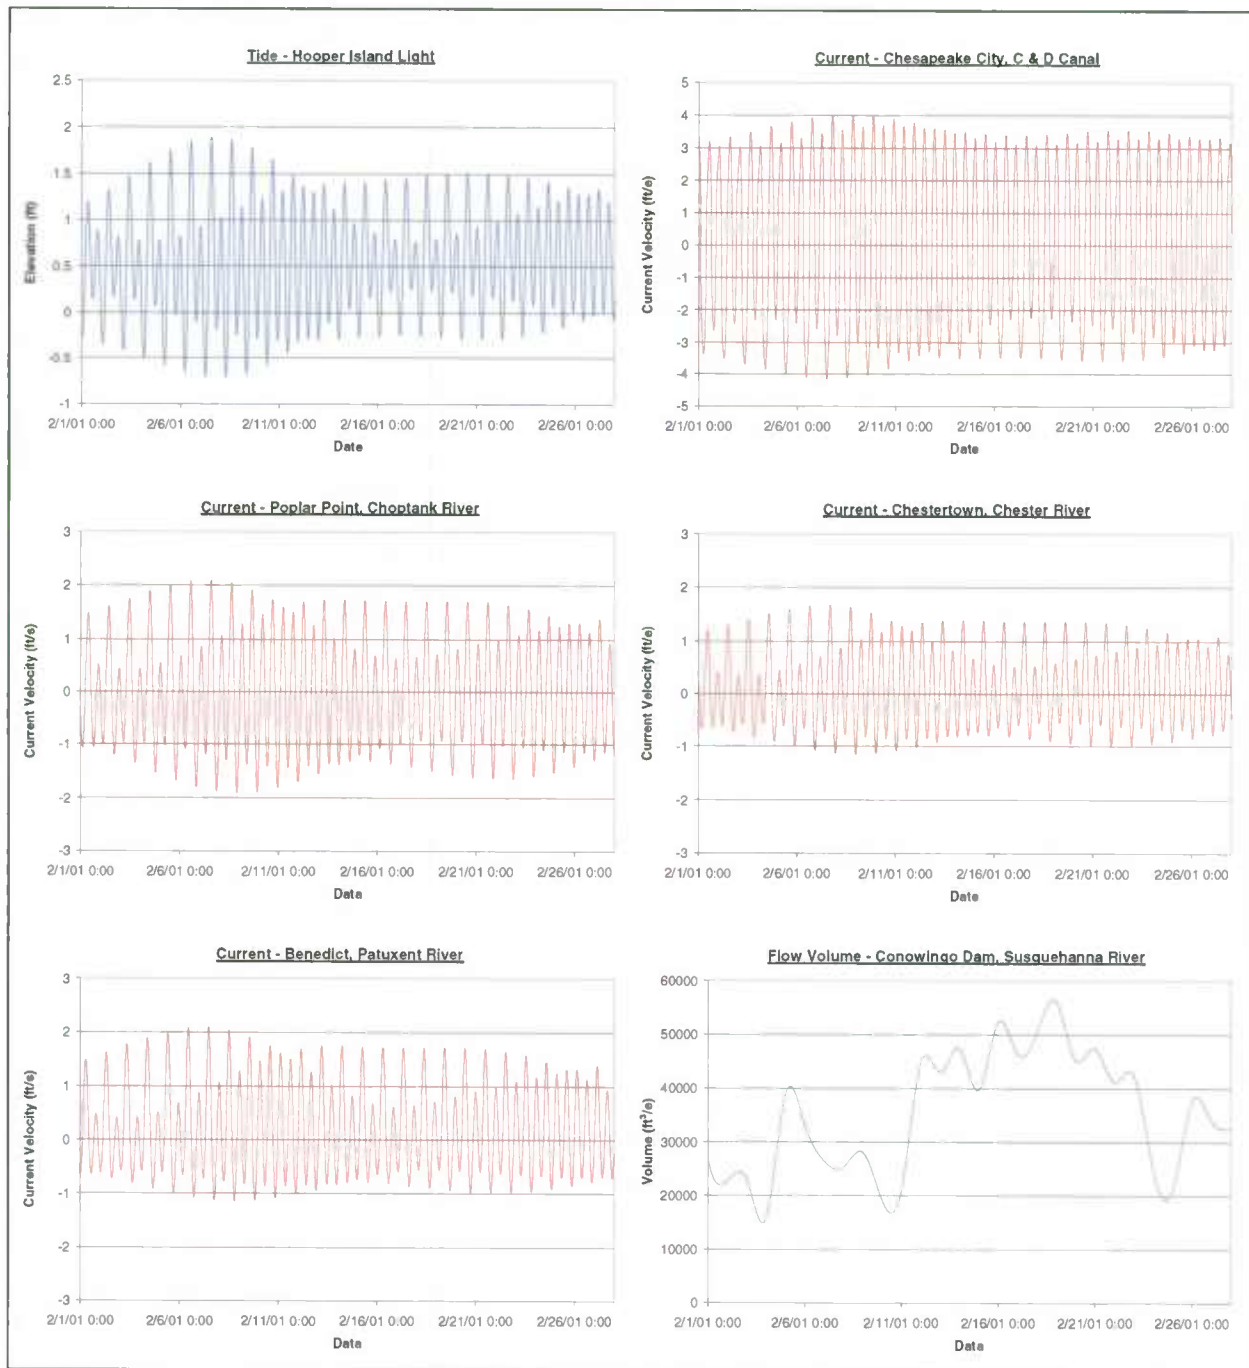 Tide - Hooper Island Light
2.5
2
1.5
1
0.5
0
-0.5
-1
Elevation (ft)
2/1/01 0:00 2/6/01 0:00 2/11/01 0:00 2/16/01 0:00 2/21/01 0:00 2/26/01 0:00
Date
Current - Chesapeake City, C & D Canal
5
4
3
2
1
0
-1
-2
-3
-4
-5
Current Velocity (ft/s)
2/1/01 0:00 2/6/01 0:00 2/11/01 0:00 2/16/01 0:00 2/21/01 0:00 2/26/01 0:00
Date
Current - Poplar Point, Choptank River
3
2
1
0
-1
-2
-3
Current Velocity (ft/s)
2/1/01 0:00 2/6/01 0:00 2/11/01 0:00 2/16/01 0:00 2/21/01 0:00 2/26/01 0:00
Date
Current - Chestertown, Chester River
3
2
1
0
-1
-2
-3
Current Velocity (ft/s)
2/1/01 0:00 2/6/01 0:00 2/11/01 0:00 2/16/01 0:00 2/21/01 0:00 2/26/01 0:00
Date
Current - Benedict, Patuxent River
3
2
1
0
-1
-2
-3
Current Velocity (ft/s)
2/1/01 0:00 2/6/01 0:00 2/11/01 0:00 2/16/01 0:00 2/21/01 0:00 2/26/01 0:00
Date
Flow Volume - Conowingo Dam, Susquehanna River
60000
50000
40000
30000
20000
10000
0
Volume (ft³/s)
2/1/01 0:00 2/6/01 0:00 2/11/01 0:00 2/16/01 0:00 2/21/01 0:00 2/26/01 0:00
Date